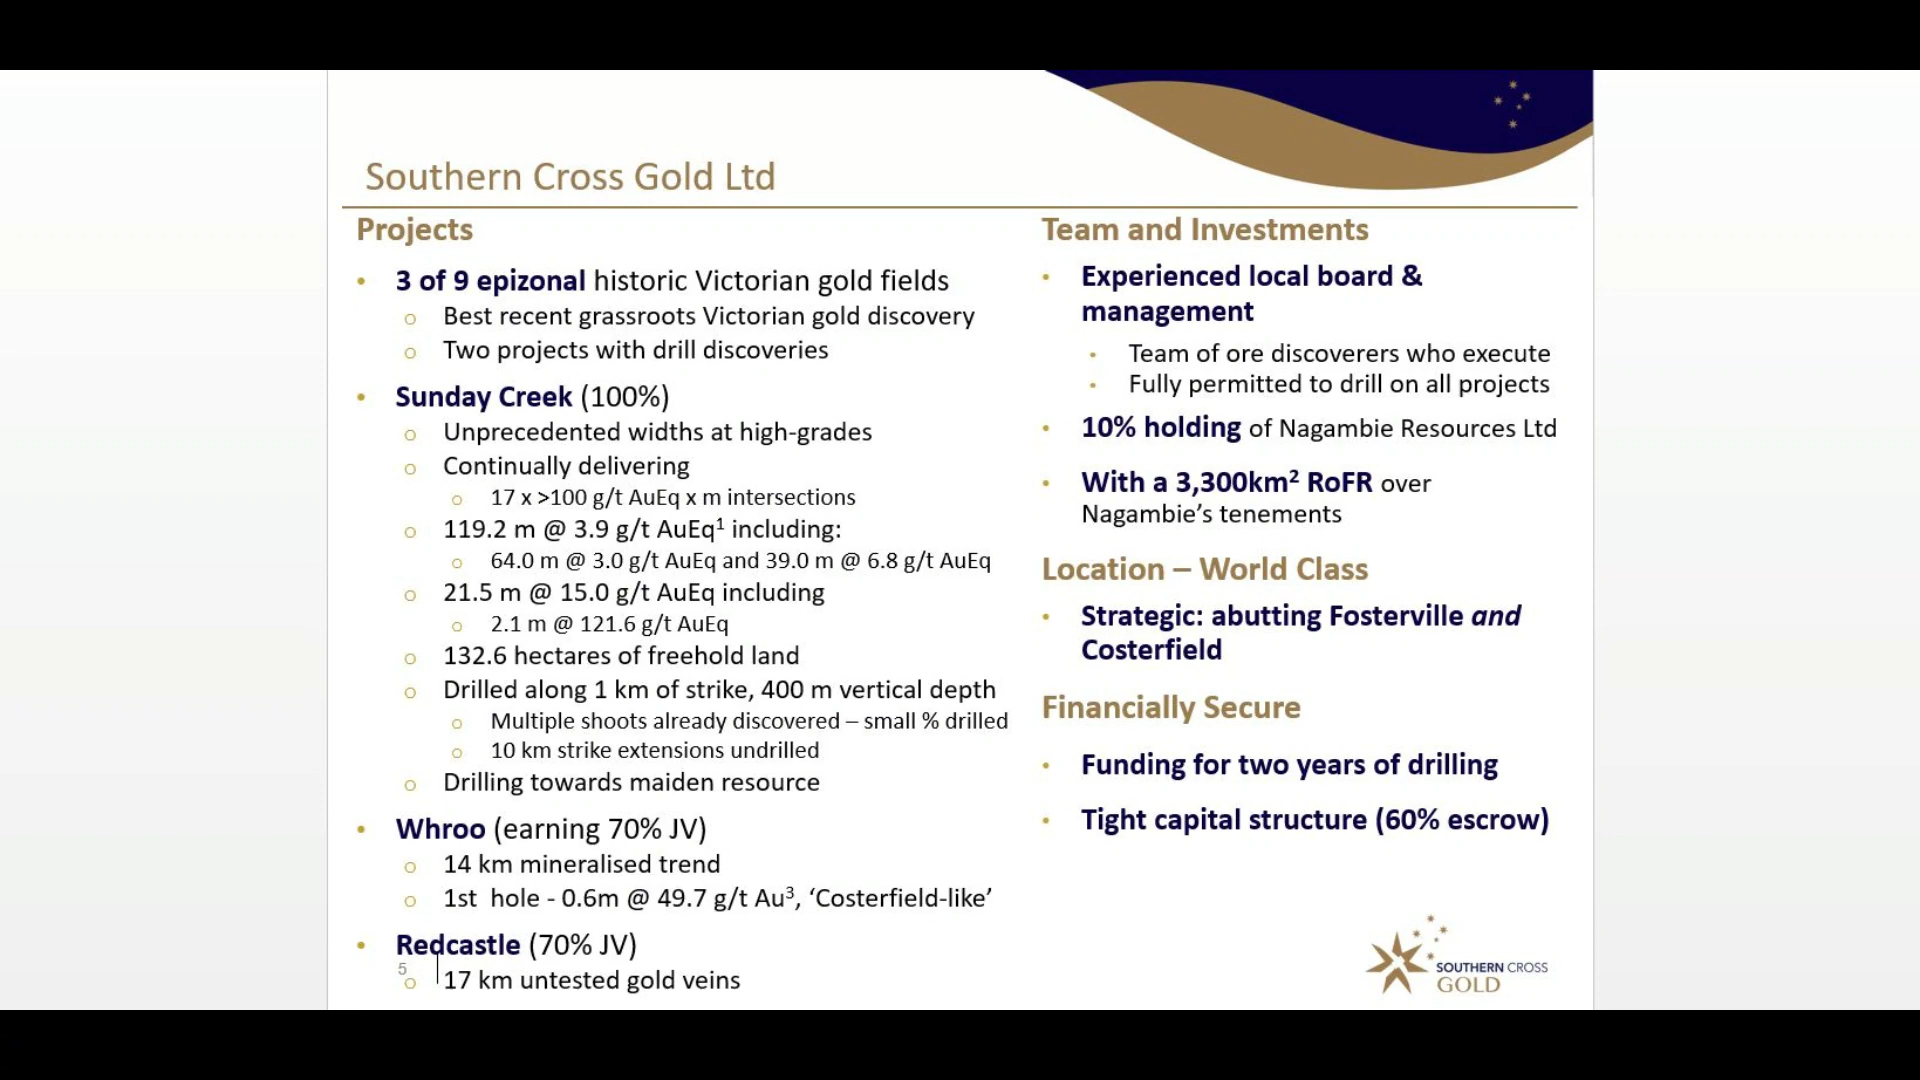 Southern Cross Gold Ltd
Projects
• 3 of 9 epizonal historic Victorian gold fields
o Best recent grassroots Victorian gold discovery
o Two projects with drill discoveries
• Sunday Creek (100%)
o Unprecedented widths at high-grades
o Continually delivering
o 17 x >100 g/t AuEq x m intersections
o 119.2 m @ 3.9 g/t AuEq¹ including:
o 64.0 m @ 3.0 g/t AuEq and 39.0 m @ 6.8 g/t AuEq
o 21.5 m @ 15.0 g/t AuEq including
o 2.1 m @ 121.6 g/t AuEq
o 132.6 hectares of freehold land
o Drilled along 1 km of strike, 400 m vertical depth
o Multiple shoots already discovered – small % drilled
o 10 km strike extensions undrilled
o Drilling towards maiden resource
• Whroo (earning 70% JV)
o 14 km mineralised trend
o 1st hole - 0.6m @ 49.7 g/t Au³, ‘Costerfield-like’
• Redcastle (70% JV)
o 17 km untested gold veins
5
Team and Investments
• Experienced local board &
management
• Team of ore discoverers who execute
• Fully permitted to drill on all projects
• 10% holding of Nagambie Resources Ltd
• With a 3,300km² RoFR over
Nagambie’s tenements
Location – World Class
• Strategic: abutting Fosterville and
Costerfield
Financially Secure
• Funding for two years of drilling
• Tight capital structure (60% escrow)
SOUTHERN CROSS
GOLD